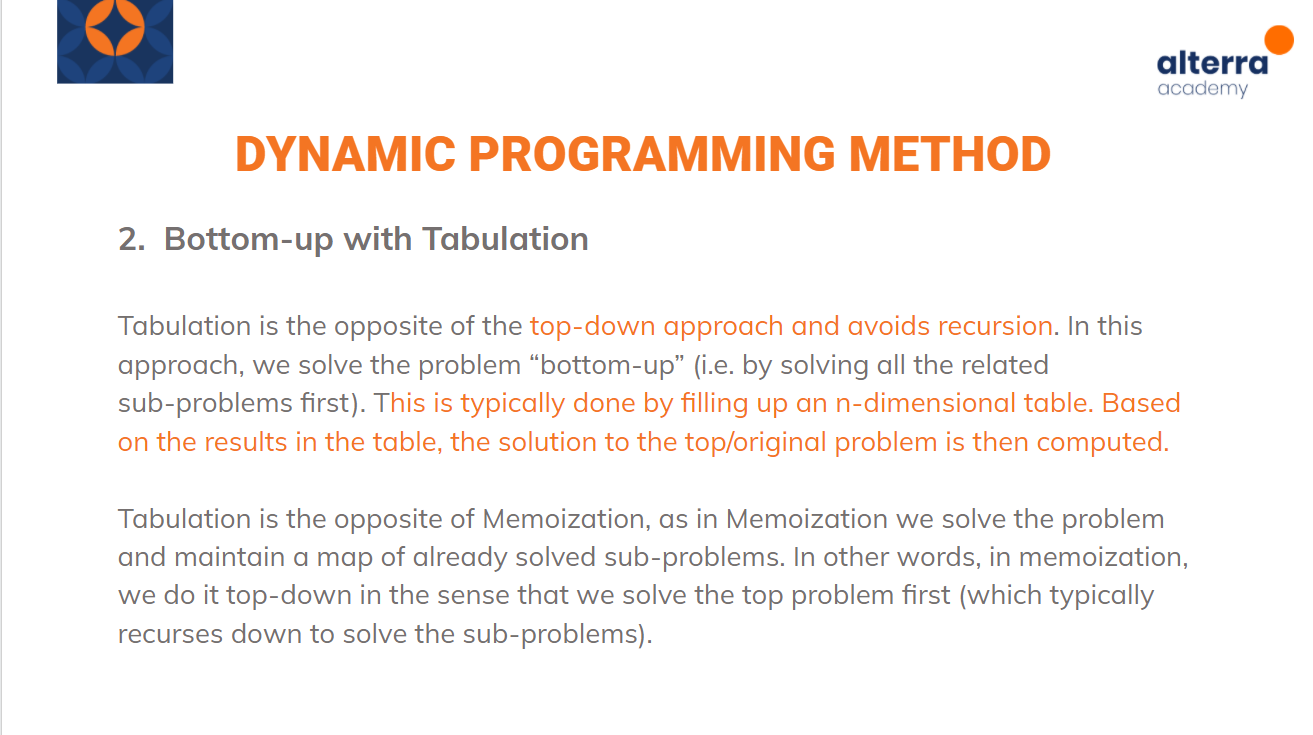 alterra
academy
DYNAMIC PROGRAMMING METHOD
2. Bottom-up with Tabulation
Tabulation is the opposite of the top-down approach and avoids recursion. In this
approach, we solve the problem “bottom-up” (i.e. by solving all the related
sub-problems first). This is typically done by filling up an n-dimensional table. Based
on the results in the table, the solution to the top/original problem is then computed.
Tabulation is the opposite of Memoization, as in Memoization we solve the problem
and maintain a map of already solved sub-problems. In other words, in memoization,
we do it top-down in the sense that we solve the top problem first (which typically
recurses down to solve the sub-problems).